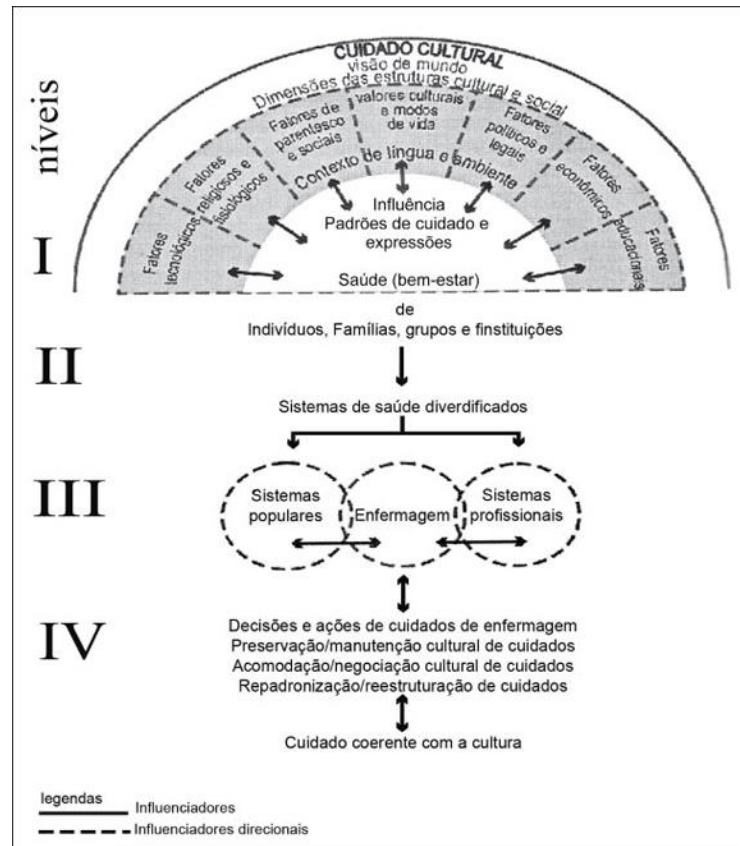 níveis
CUIDADO CULTURAL
visão de mundo
Dimensões das estruturas cultural e social
Fatores tecnológicos
Fatores religiosos e fisiológicos
Fatores de parentesco e sociais
valores culturais e modos de vida
Fatores políticos e legais
Fatores econômicos
Fatores educacionais
Contexto de língua e ambiente
I
Influência
Padrões de cuidado e
expressões
Saúde (bem-estar)
de
Indivíduos, Famílias, grupos e finstituições
II
Sistemas de saúde diverdificados
III
Sistemas
populares
Enfermagem
Sistemas
profissionais
IV
Decisões e ações de cuidados de enfermagem
Preservação/manutenção cultural de cuidados
Acomodação/negociação cultural de cuidados
Repadronização/reestruturação de cuidados
Cuidado coerente com a cultura
legendas
Influenciadores
Influenciadores direcionais